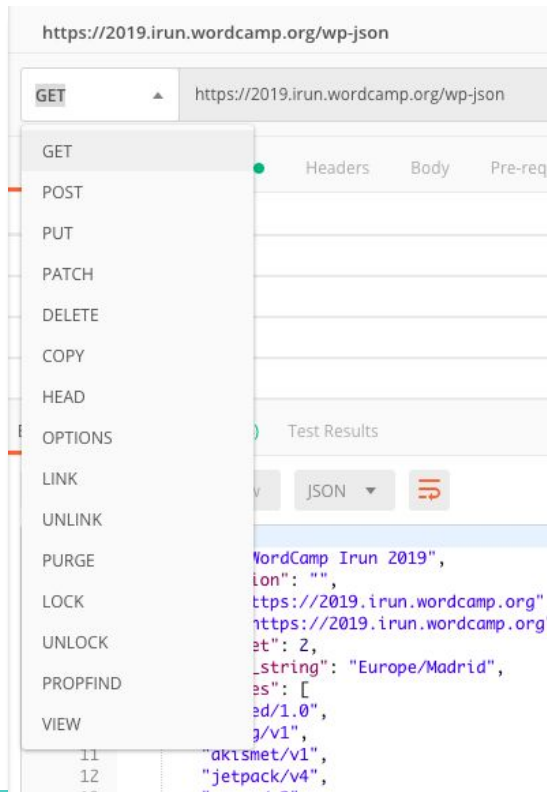 https://2019.irun.wordcamp.org/wp-json
GET https://2019.irun.wordcamp.org/wp-json
GET
Headers Body Pre-req
POST
PUT
PATCH
DELETE
COPY
HEAD
OPTIONS
Test Results
LINK
JSON
UNLINK
PURGE
WordCamp Irun 2019",
ion": "",
LOCK
ttps://2019.irun.wordcamp.org"
https://2019.irun.wordcamp.org
UNLOCK
et": 2,
_string": "Europe/Madrid",
PROPFIND
es": [
ed/1.0",
VIEW
g/v1",
11 "akismet/v1",
12 "jetpack/v4",